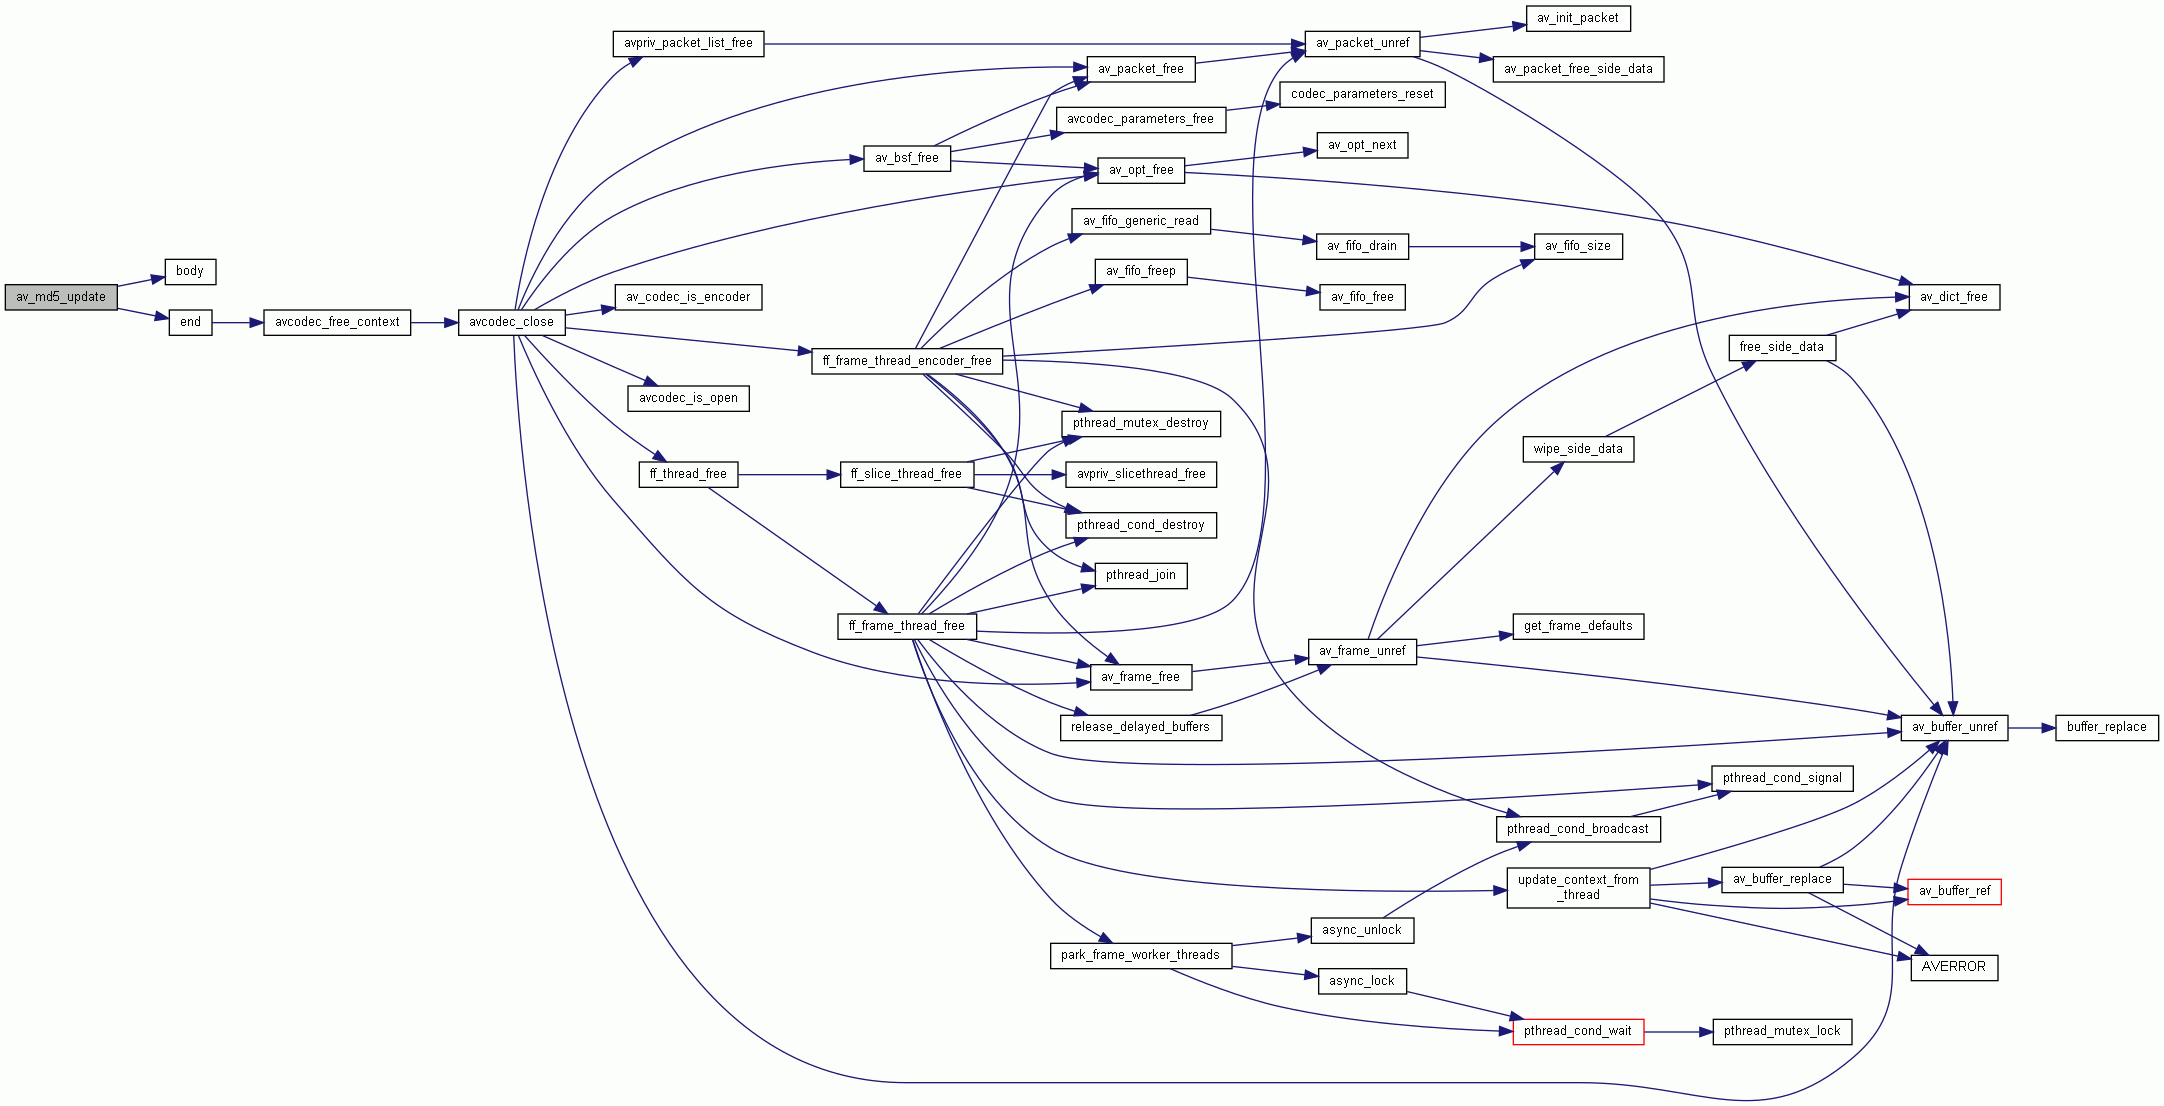 av_md5_update
body
end
avcodec_free_context
avcodec_close
avpriv_packet_list_free
av_bsf_free
av_codec_is_encoder
ff_frame_thread_encoder_free
avcodec_is_open
ff_thread_free
ff_slice_thread_free
ff_frame_thread_free
av_packet_free
avcodec_parameters_free
av_opt_free
av_fifo_generic_read
av_fifo_freep
pthread_mutex_destroy
avpriv_slicethread_free
pthread_cond_destroy
pthread_join
av_frame_free
release_delayed_buffers
park_frame_worker_threads
av_packet_unref
codec_parameters_reset
av_opt_next
av_fifo_drain
av_fifo_free
av_frame_unref
async_unlock
async_lock
av_init_packet
av_packet_free_side_data
av_fifo_size
wipe_side_data
get_frame_defaults
pthread_cond_broadcast
update_context_from
_thread
pthread_cond_wait
free_side_data
pthread_cond_signal
av_buffer_replace
pthread_mutex_lock
av_dict_free
av_buffer_unref
av_buffer_ref
AVERROR
buffer_replace